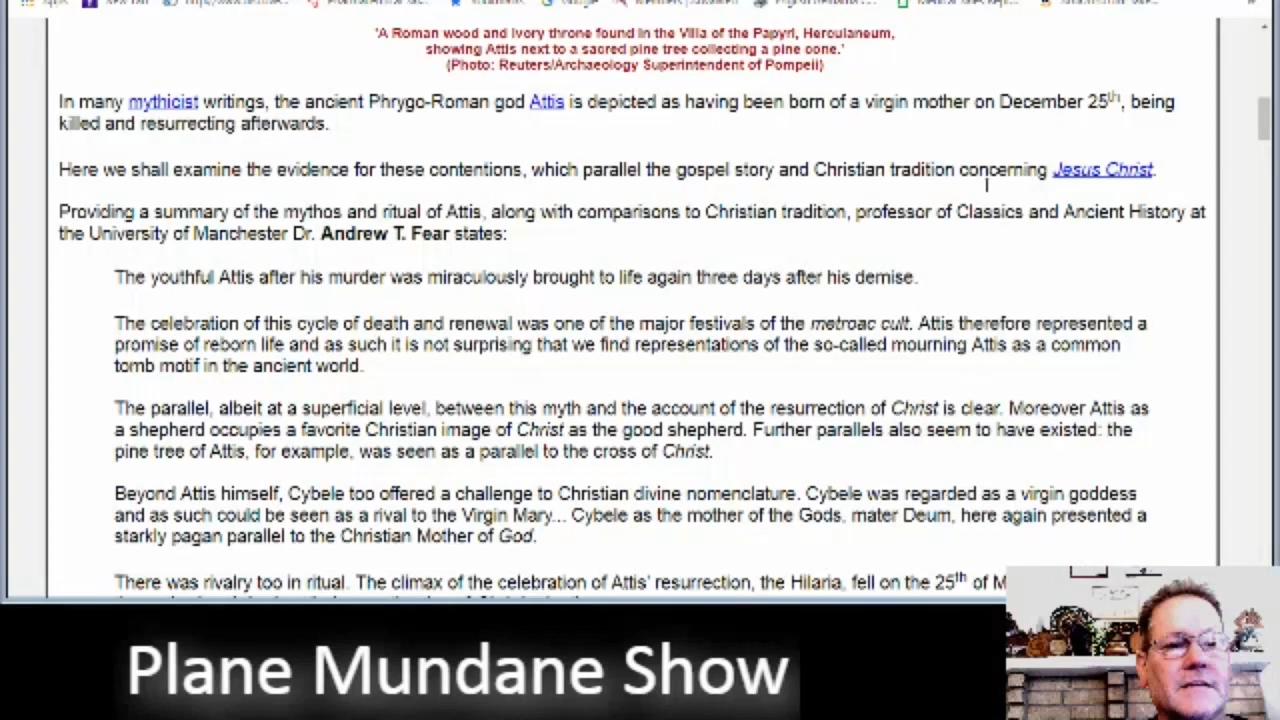 'A Roman wood and ivory throne found in the Villa of the Papyri, Herculaneum,
showing Attis next to a sacred pine tree collecting a pine cone.'
(Photo: Reuters/Archaeology Superintendent of Pompeii)
In many mythicist writings, the ancient Phrygo-Roman god Attis is depicted as having been born of a virgin mother on December 25th, being
killed and resurrecting afterwards.
Here we shall examine the evidence for these contentions, which parallel the gospel story and Christian tradition concerning Jesus Christ.
Providing a summary of the mythos and ritual of Attis, along with comparisons to Christian tradition, professor of Classics and Ancient History at
the University of Manchester Dr. Andrew T. Fear states:
The youthful Attis after his murder was miraculously brought to life again three days after his demise.
The celebration of this cycle of death and renewal was one of the major festivals of the metroac cult. Attis therefore represented a
promise of reborn life and as such it is not surprising that we find representations of the so-called mourning Attis as a common
tomb motif in the ancient world.
The parallel, albeit at a superficial level, between this myth and the account of the resurrection of Christ is clear. Moreover Attis as
a shepherd occupies a favorite Christian image of Christ as the good shepherd. Further parallels also seem to have existed: the
pine tree of Attis, for example, was seen as a parallel to the cross of Christ.
Beyond Attis himself, Cybele too offered a challenge to Christian divine nomenclature. Cybele was regarded as a virgin goddess
and as such could be seen as a rival to the Virgin Mary... Cybele as the mother of the Gods, mater Deum, here again presented a
starkly pagan parallel to the Christian Mother of God.
There was rivalry too in ritual. The climax of the celebration of Attis' resurrection, the Hilaria, fell on the 25th of M
Plane Mundane Show